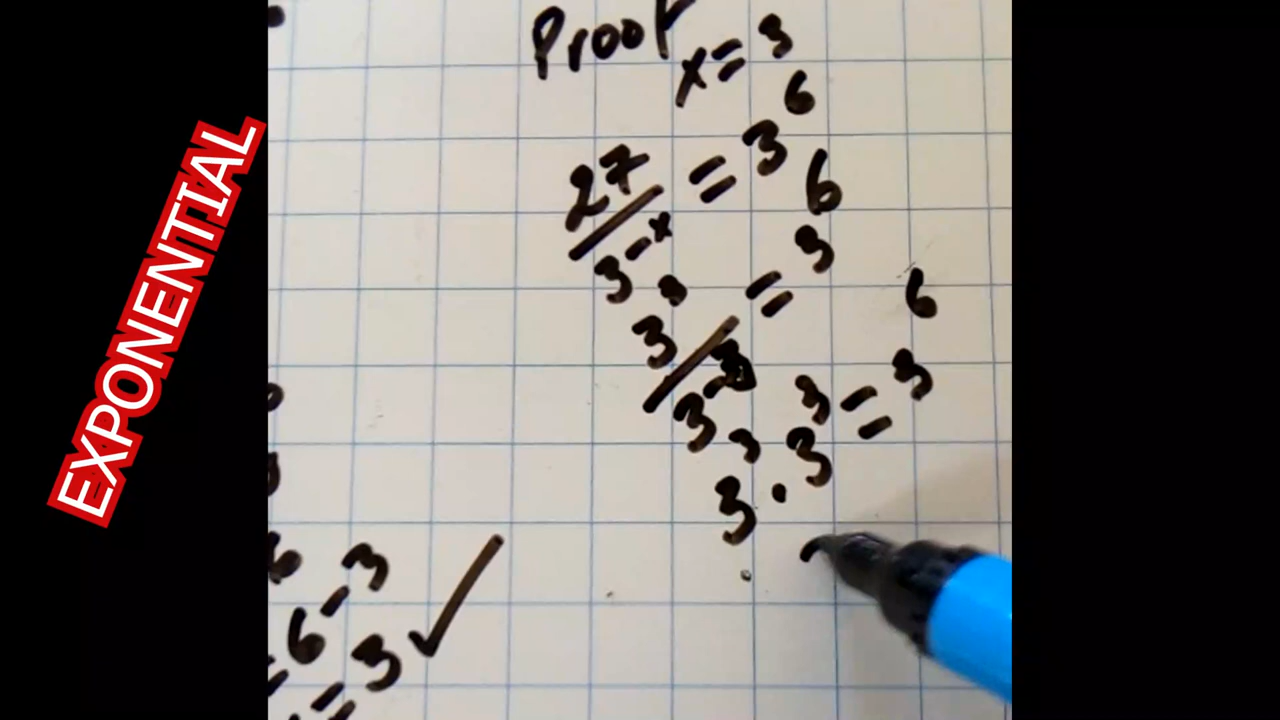 EXPONENTIAL
Proof
x = 3
27/3^-x = 3^6
3^3/3^-3 = 3^6
3^3 · 3^3 = 3^6
6
= 6 - 3
= 3 ✓